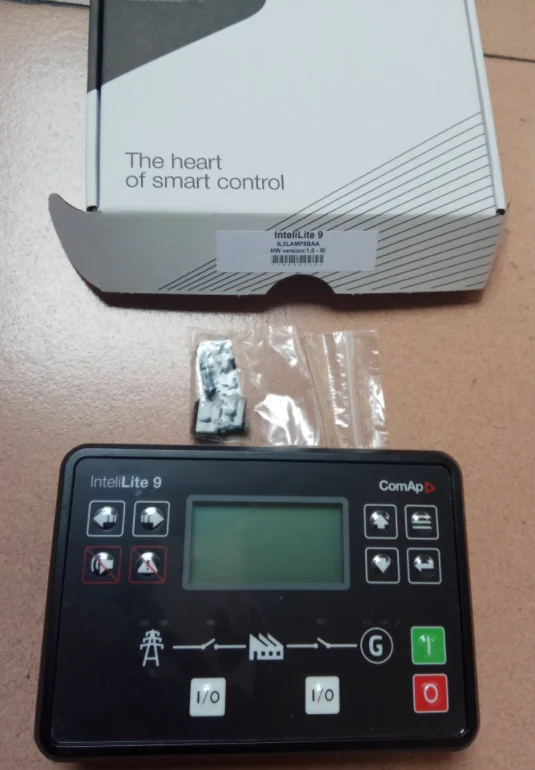 The heart
of smart control
InteliLite 9
IL3LAMF9BAA
HW version:1.0 - SI
InteliLite 9
ComAp
G
I/O
I/O
O